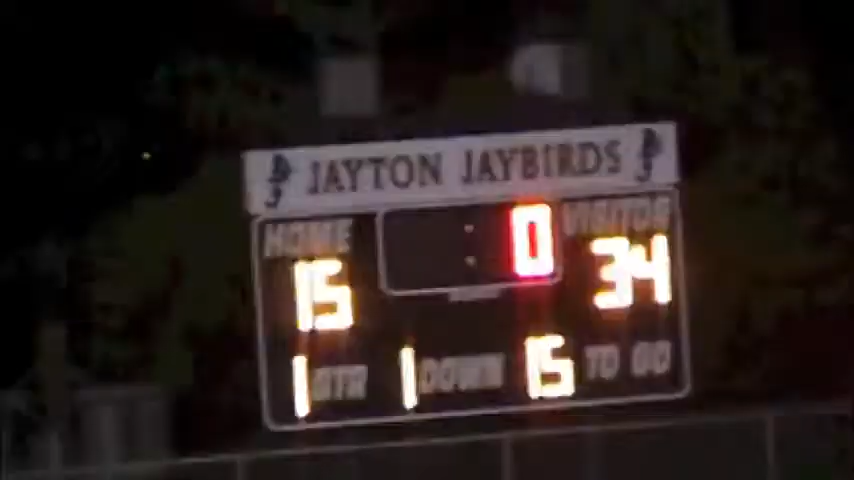 JAYTON JAYBIRDS
HOME : 0 VISITOR
15 34
1 QTR 1 DOWN 15 TO GO